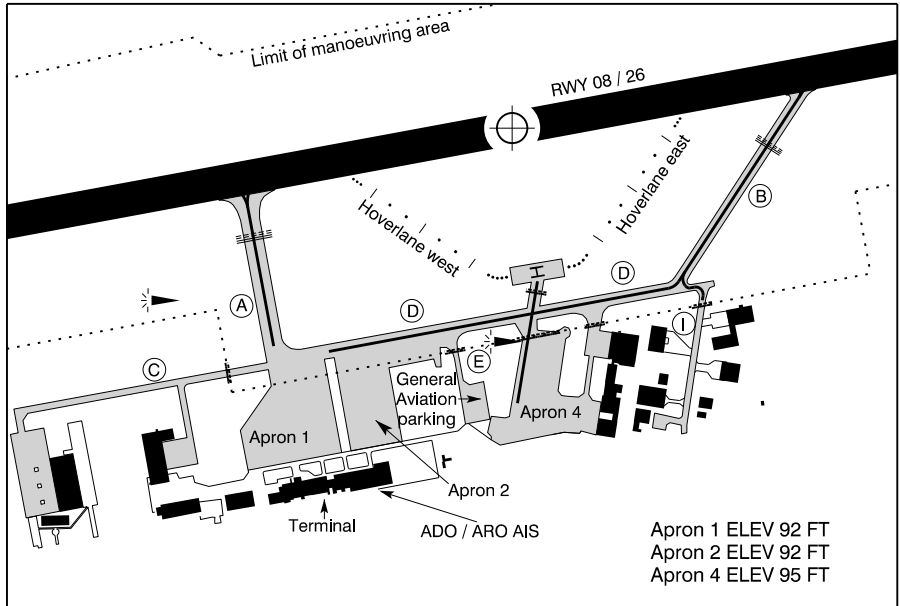 Limit of manoeuvring area
RWY 08 / 26
Hoverlane west
Hoverlane east
B
A
D
D
H
C
E
I
General
Aviation
parking
Apron 1
Apron 4
Apron 2
Terminal
ADO / ARO AIS
T
Apron 1 ELEV 92 FT
Apron 2 ELEV 92 FT
Apron 4 ELEV 95 FT